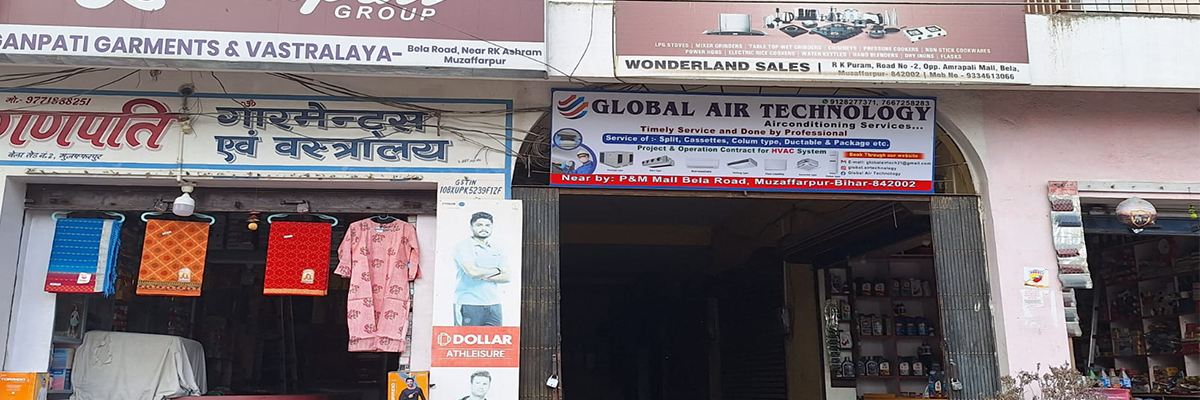 GROUP
GANPATI GARMENTS & VASTRALAYA-
Bela Road, Near RK Ashram
Muzaffarpur
LPG STOVES | MIXER GRINDERS | TABLE TOP WET GRINDERS | CHIMNEYS | PRESSURE COOKERS | NON STICK COOKWARES
POWER HOBS | ELECTRIC RICE COOKERS | WATER KETTLES | HAND BLENDERS | DRY IRONS | FLASKS
WONDERLAND SALES | R K Puram, Road No -2, Opp. Amrapali Mall, Bela,
Muzaffarpur- 842002 | Mob No - 9334613066
मो०-9771868251
गणपति
बेला रोड नं.2, मुजफ्फरपुर
ॐ
गारमेन्ट्स
एवं वस्त्रालय
9128277371, 7667258283
GLOBAL AIR TECHNOLOGY
Airconditioning Services...
Timely Service and Done by Professional
Service of :- Split, Cassettes, Colum type, Ductable & Package etc.
Project & Operation Contract for HVAC System
Book Through our website
Global Air Technology
Near by: P&M Mall Bela Road, Muzaffarpur-Bihar-842002
GSTIN
10BXUPK5239F1ZF
DOLLAR
ATHLEISURE